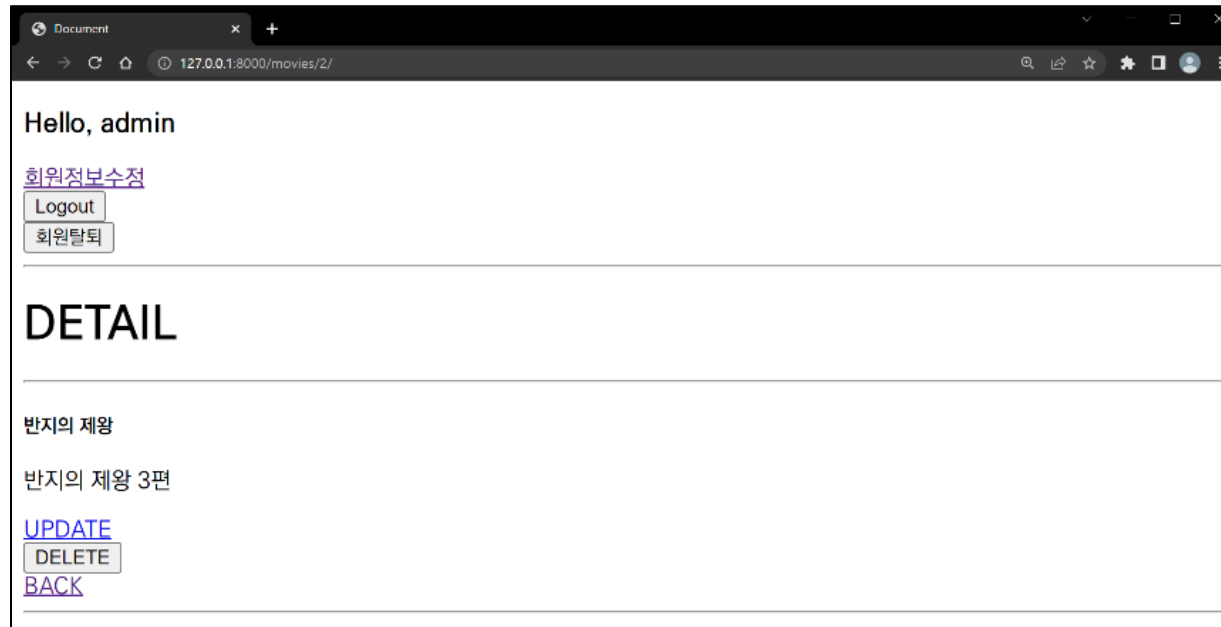 Document
127.0.0.1:8000/movies/2/
Hello, admin
회원정보수정
Logout
회원탈퇴
DETAIL
반지의 제왕
반지의 제왕 3편
UPDATE
DELETE
BACK